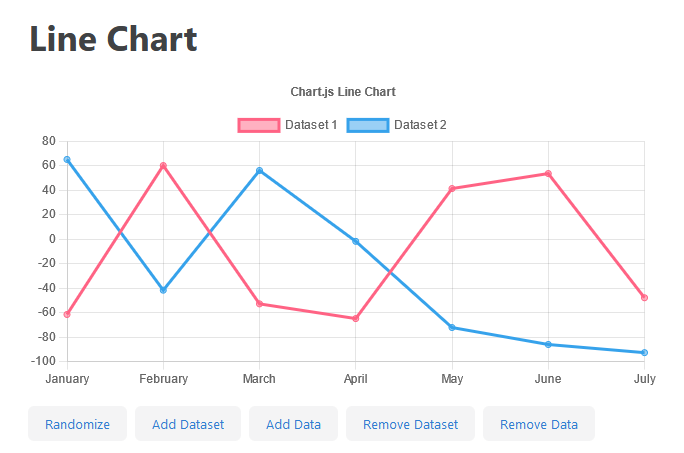 Line Chart
Chart.js Line Chart
Dataset 1 Dataset 2
80
60
40
20
0
-20
-40
-60
-80
-100
January February March April May June July
Randomize Add Dataset Add Data Remove Dataset Remove Data